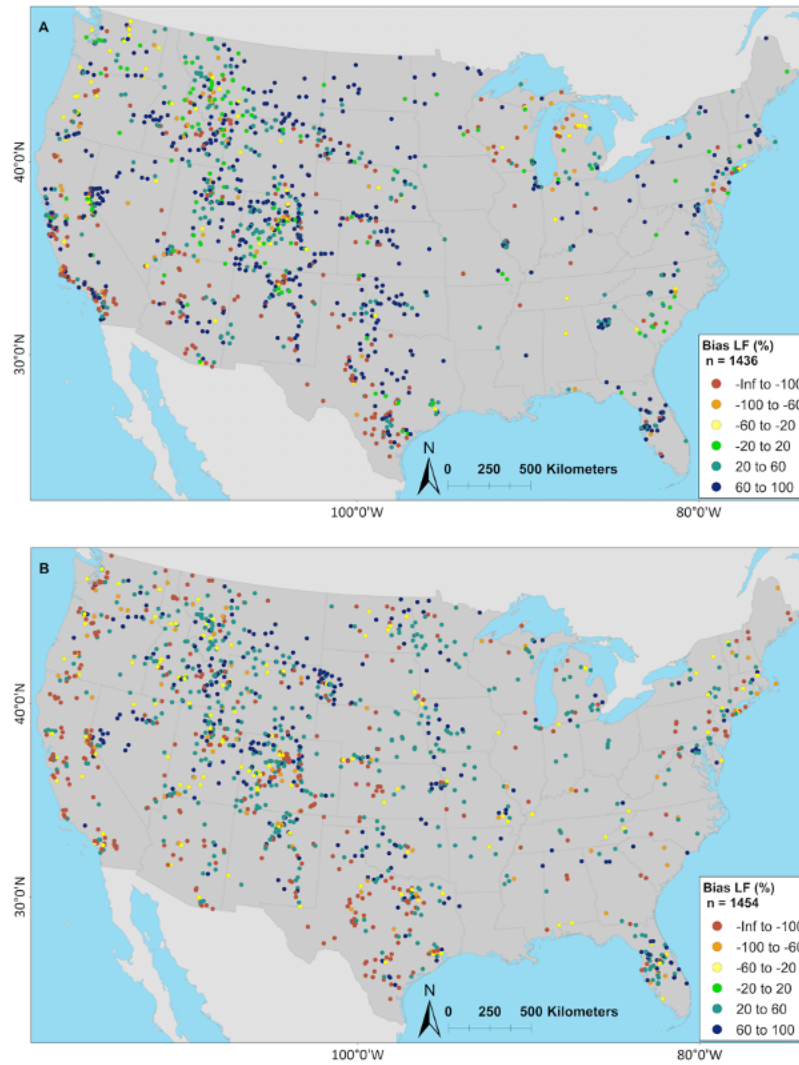 A
40°0'N
30°0'N
Bias LF (%)
n = 1436
-Inf to -100
-100 to -60
-60 to -20
-20 to 20
20 to 60
60 to 100
N
0 250 500 Kilometers
100°0'W 80°0'W
B
40°0'N
30°0'N
Bias LF (%)
n = 1454
-Inf to -100
-100 to -60
-60 to -20
-20 to 20
20 to 60
60 to 100
N
0 250 500 Kilometers
100°0'W 80°0'W